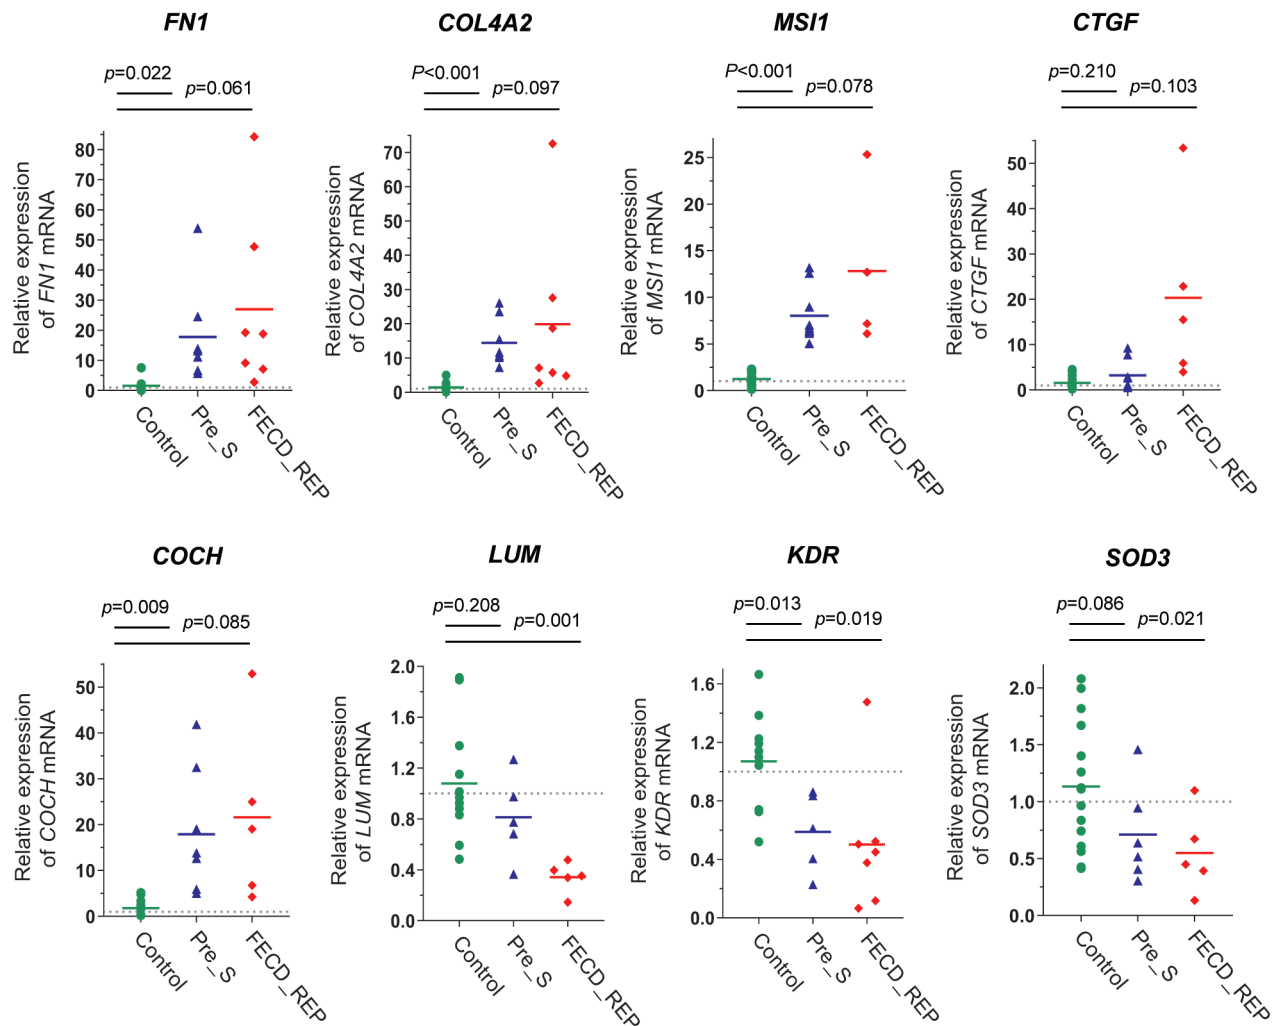 FN1
COL4A2
MSI1
CTGF
p=0.022
p=0.061
P<0.001
p=0.097
P<0.001
p=0.078
p=0.210
p=0.103
Relative expression
of FN1 mRNA
80
70
60
50
40
30
20
10
0
Control
Pre_S
FECD_REP
Relative expression
of COL4A2 mRNA
70
60
50
40
30
20
10
0
Control
Pre_S
FECD_REP
Relative expression
of MSI1 mRNA
25
20
15
10
5
0
Control
Pre_S
FECD_REP
Relative expression
of CTGF mRNA
50
40
30
20
10
0
Control
Pre_S
FECD_REP
COCH
LUM
KDR
SOD3
p=0.009
p=0.085
p=0.208
p=0.001
p=0.013
p=0.019
p=0.086
p=0.021
Relative expression
of COCH mRNA
50
40
30
20
10
0
Control
Pre_S
FECD_REP
Relative expression
of LUM mRNA
2.0
1.6
1.2
0.8
0.4
0.0
Control
Pre_S
FECD_REP
Relative expression
of KDR mRNA
1.6
1.2
0.8
0.4
0.0
Control
Pre_S
FECD_REP
Relative expression
of SOD3 mRNA
2.0
1.5
1.0
0.5
0.0
Control
Pre_S
FECD_REP